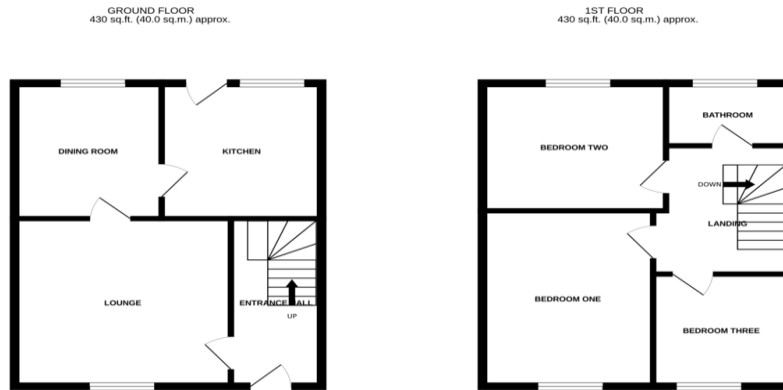 GROUND FLOOR
430 sq.ft. (40.0 sq.m.) approx.
DINING ROOM
KITCHEN
LOUNGE
ENTRANCE HALL
UP
1ST FLOOR
430 sq.ft. (40.0 sq.m.) approx.
BATHROOM
BEDROOM TWO
DOWN
LANDING
BEDROOM ONE
BEDROOM THREE